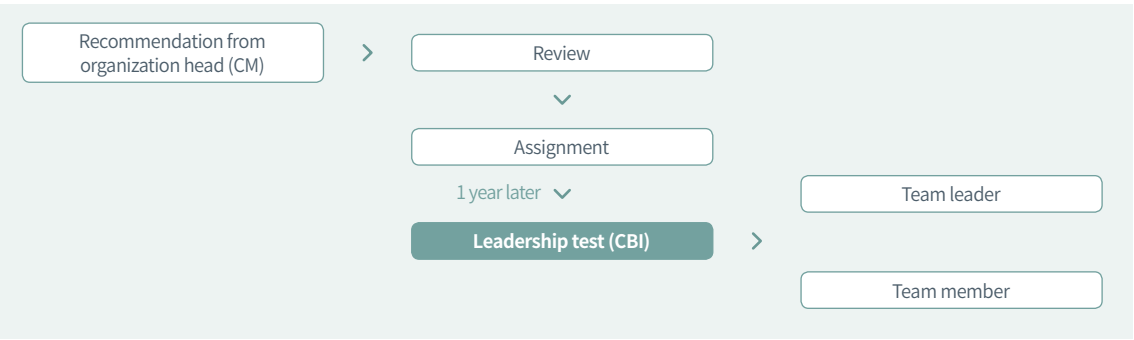 Recommendation from
organization head (CM)
Review
Assignment
1 year later
Leadership test (CBI)
Team leader
Team member